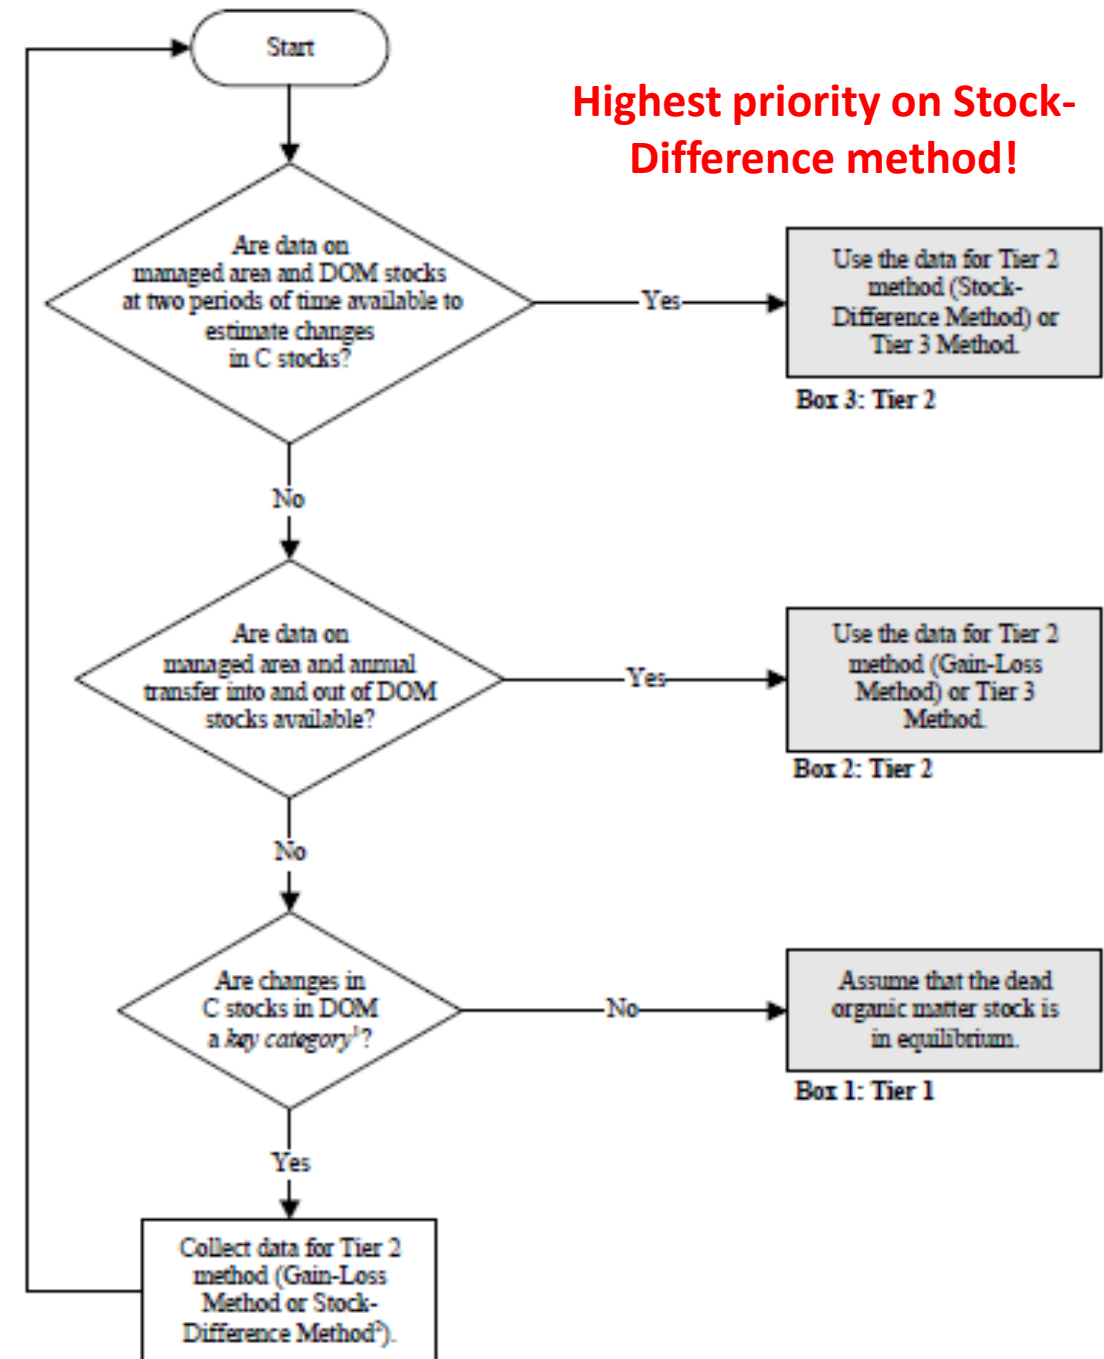 Start
Highest priority on Stock-
Difference method!
Are data on
managed area and DOM stocks
at two periods of time available to
estimate changes
in C stocks?
Yes
Use the data for Tier 2
method (Stock-
Difference Method) or
Tier 3 Method.
Box 3: Tier 2
No
Are data on
managed area and annual
transfer into and out of DOM
stocks available?
Yes
Use the data for Tier 2
method (Gain-Loss
Method) or Tier 3
Method.
Box 2: Tier 2
No
Are changes in
C stocks in DOM
a key category¹?
No
Assume that the dead
organic matter stock is
in equilibrium.
Box 1: Tier 1
Yes
Collect data for Tier 2
method (Gain-Loss
Method or Stock-
Difference Method²).